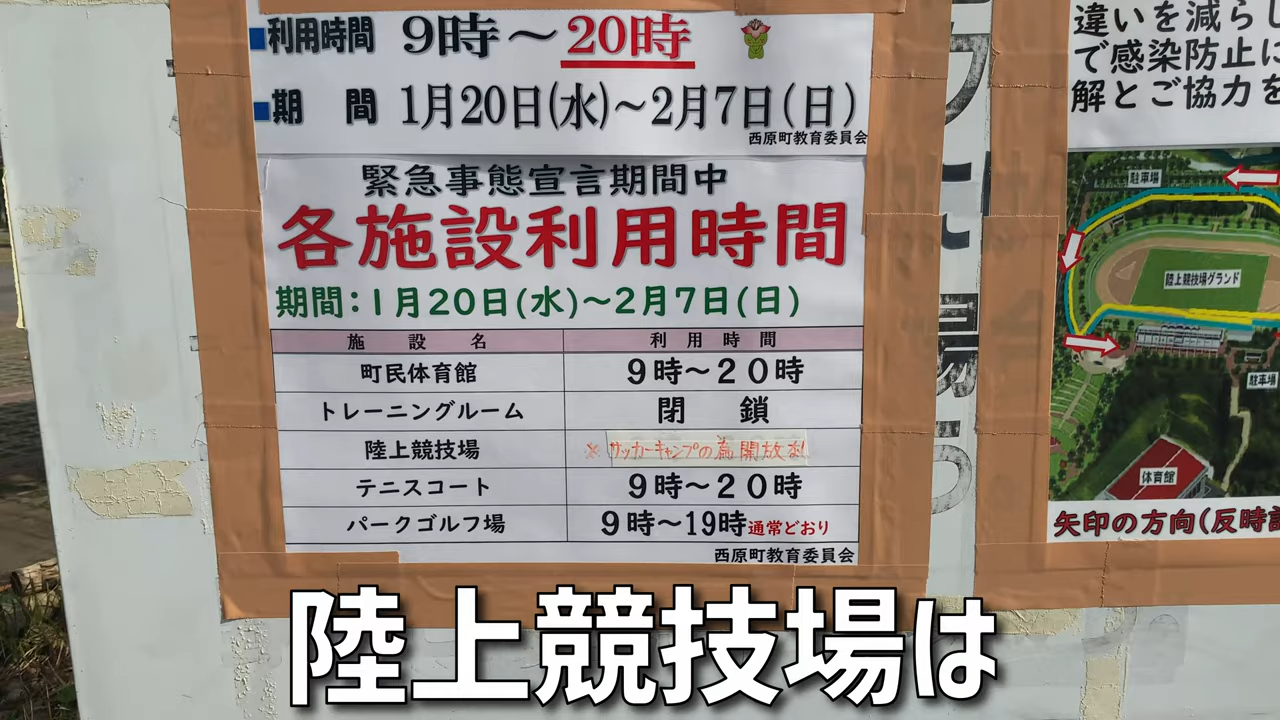 ■利用時間 9時～20時
■期 間 1月20日(水)～2月7日(日)
西原町教育委員会
緊急事態宣言期間中
各施設利用時間
期間：1月20日(水)～2月7日(日)
施設名 利用時間
町民体育館 9時～20時
トレーニングルーム 閉 鎖
陸上競技場 ※サッカーキャンプの為 開放なし
テニスコート 9時～20時
パークゴルフ場 9時～19時通常どおり
西原町教育委員会
違いを減らし
で感染防止に
解とご協力を
駐車場
陸上競技場グランド
駐車場
体育館
矢印の方向(反時計
陸上競技場は